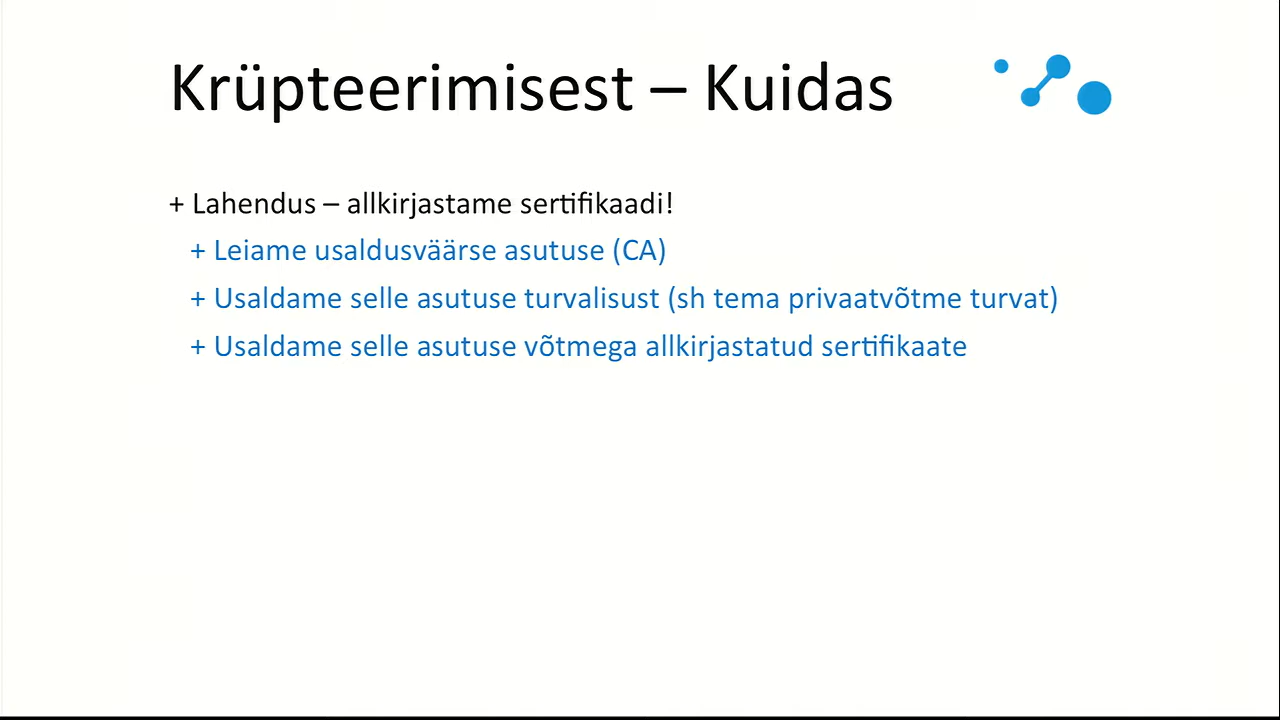 Krüpteerimisest – Kuidas
+ Lahendus – allkirjastame sertifikaadi!
+ Leiame usaldusväärse asutuse (CA)
+ Usaldame selle asutuse turvalisust (sh tema privaatvõtme turvat)
+ Usaldame selle asutuse võtmega allkirjastatud sertifikaate